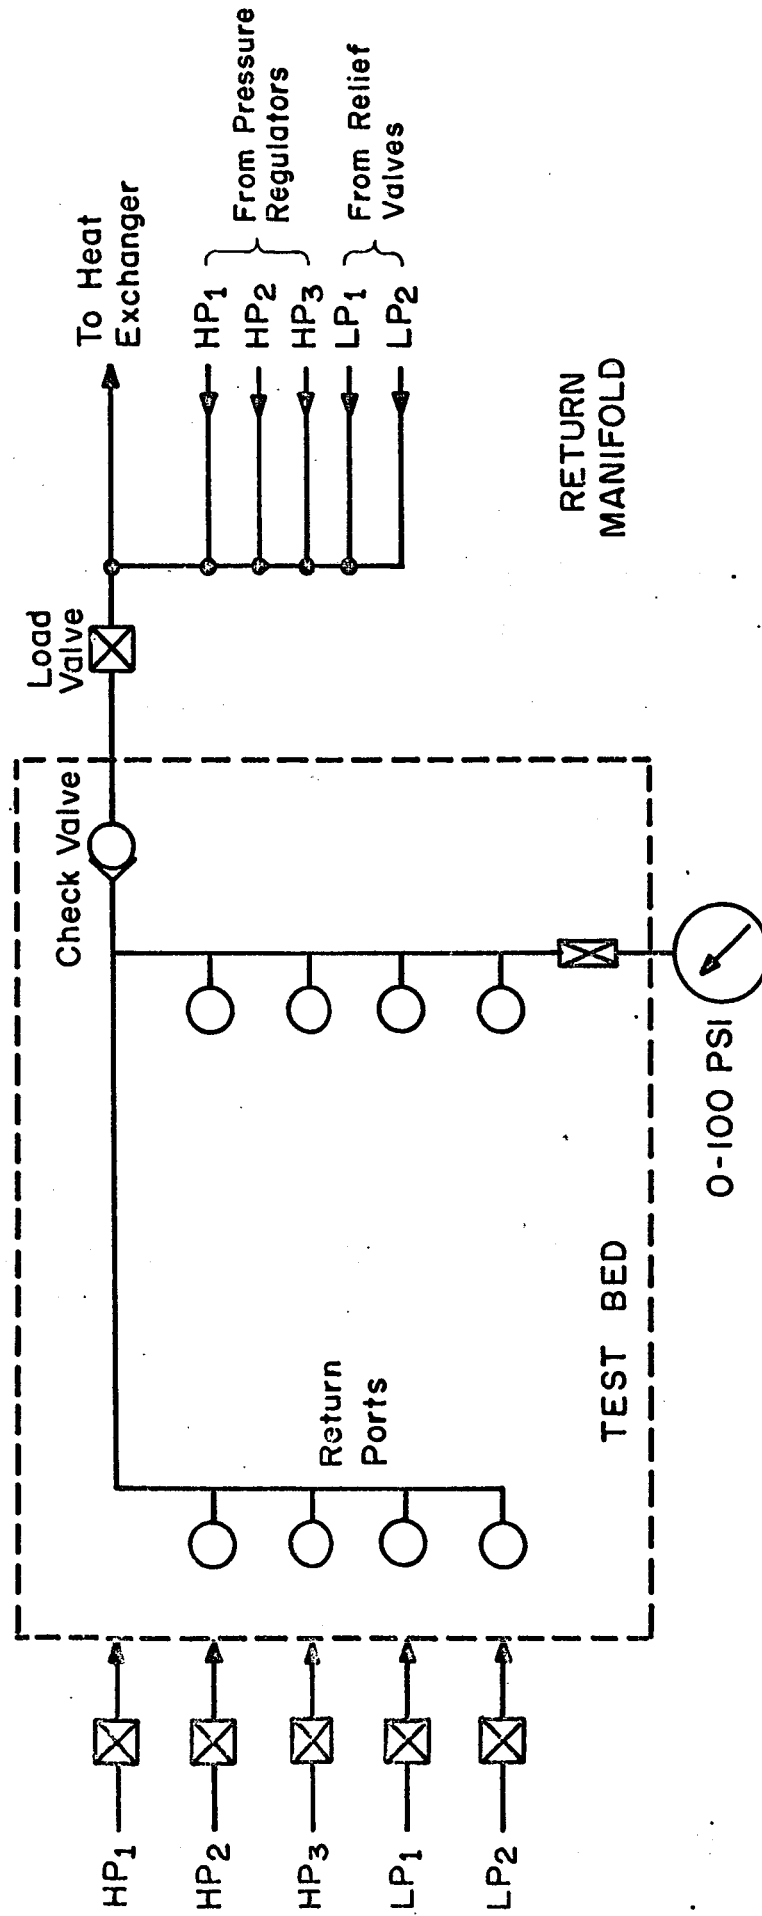 HP1
HP2
HP3
LP1
LP2
Return
Ports
TEST BED
Check Valve
0-100 PSI
Load
Valve
To Heat
Exchanger
HP1
HP2
HP3
LP1
LP2
From Pressure
Regulators
From Relief
Valves
RETURN
MANIFOLD